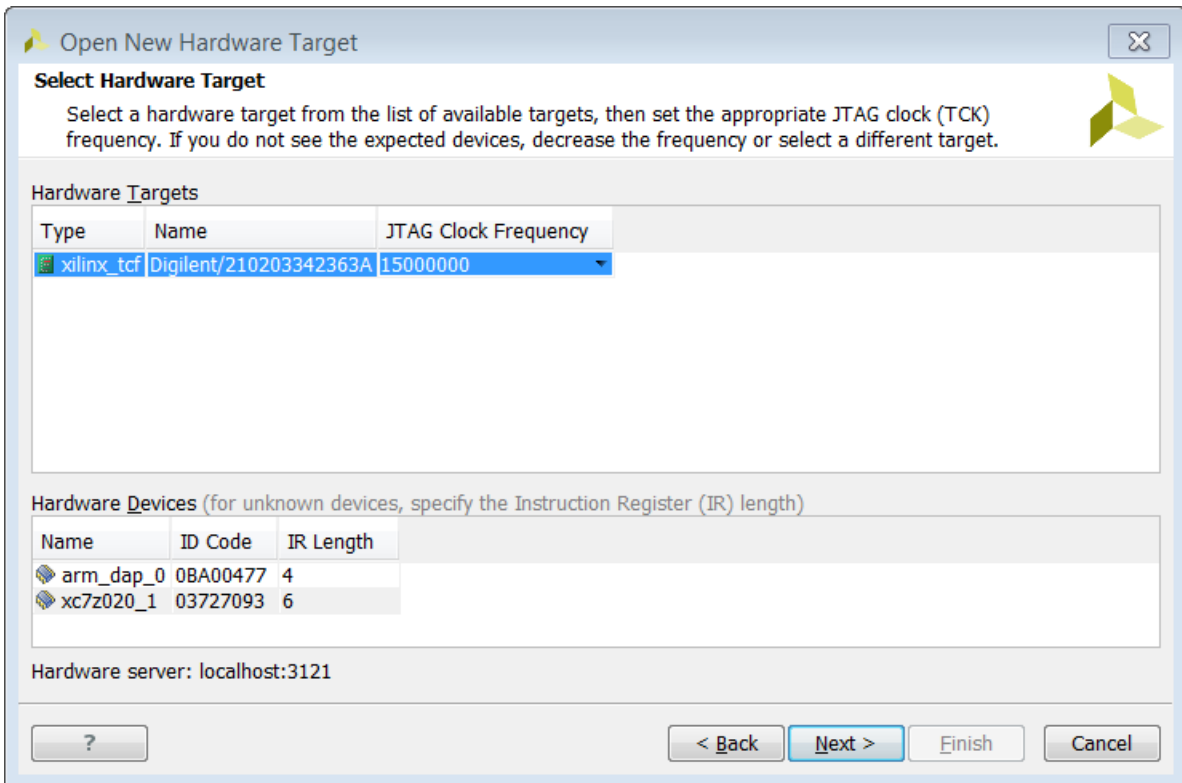 Open New Hardware Target
Select Hardware Target
Select a hardware target from the list of available targets, then set the appropriate JTAG clock (TCK)
frequency. If you do not see the expected devices, decrease the frequency or select a different target.
Hardware Targets
Type Name JTAG Clock Frequency
xilinx_tcf Digilent/210203342363A 15000000
Hardware Devices (for unknown devices, specify the Instruction Register (IR) length)
Name ID Code IR Length
arm_dap_0 0BA00477 4
xc7z020_1 03727093 6
Hardware server: localhost:3121
? < Back Next > Finish Cancel